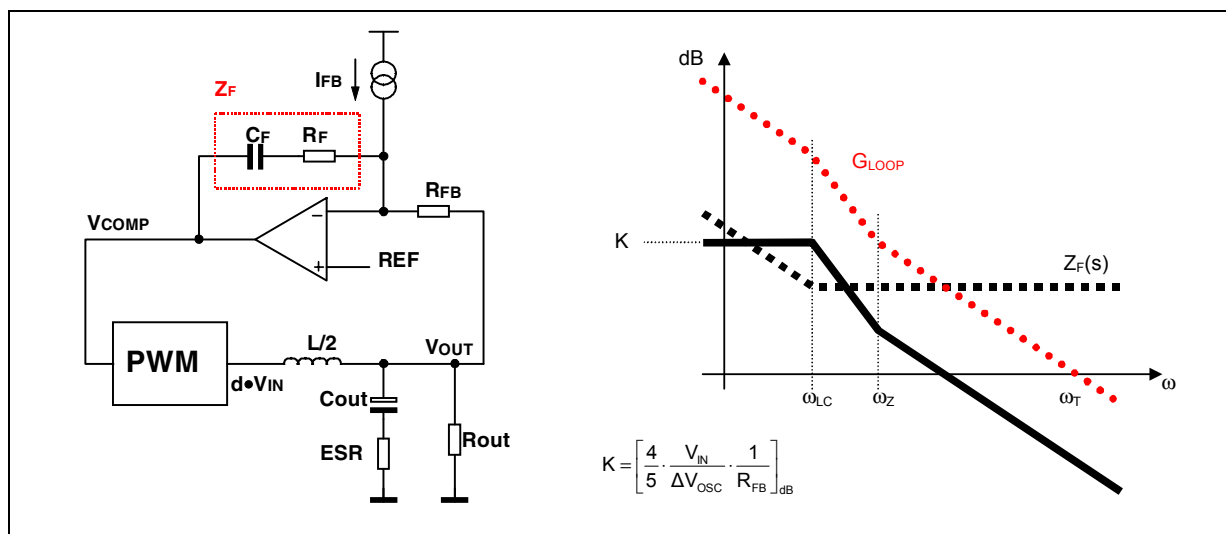 IFB
ZF
CF
RF
RFB
VCOMP
REF
PWM
d•VIN
L/2
VOUT
Cout
ESR
Rout
dB
GLOOP
K
ZF(s)
ωLC
ωZ
ωT
ω
K = [4/5 · VIN/ΔVOSC · 1/RFB]dB